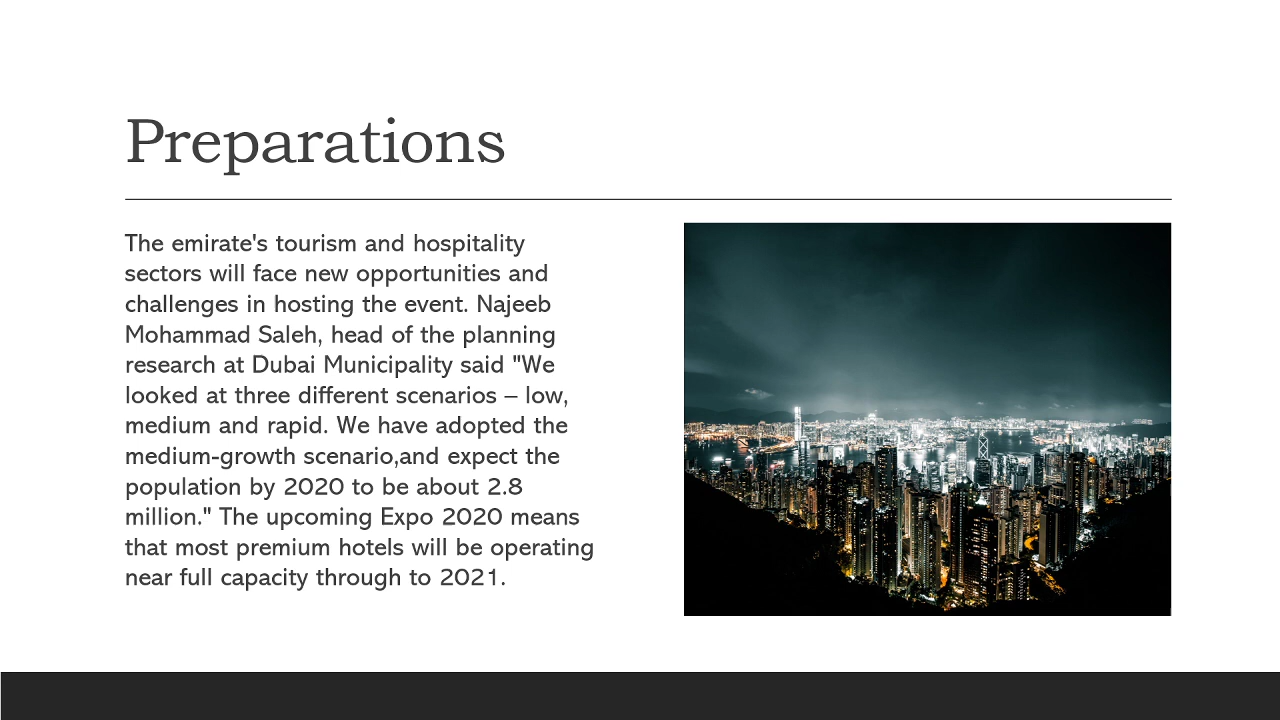 Preparations
The emirate's tourism and hospitality
sectors will face new opportunities and
challenges in hosting the event. Najeeb
Mohammad Saleh, head of the planning
research at Dubai Municipality said "We
looked at three different scenarios – low,
medium and rapid. We have adopted the
medium-growth scenario,and expect the
population by 2020 to be about 2.8
million." The upcoming Expo 2020 means
that most premium hotels will be operating
near full capacity through to 2021.